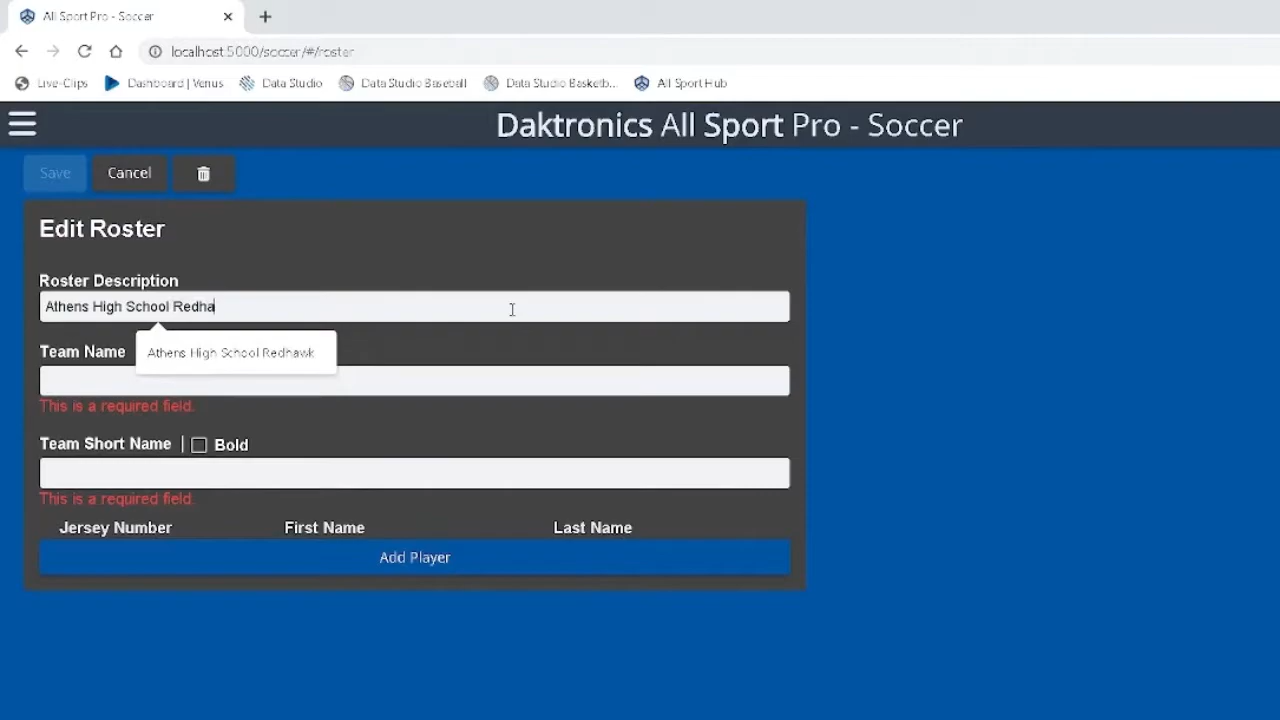 All Sport Pro - Soccer
localhost:5000/soccer/#/roster
Live-Clips Dashboard | Venus Data Studio Data Studio Baseball Data Studio Basketb... All Sport Hub
Daktronics All Sport Pro - Soccer
Save Cancel
Edit Roster
Roster Description
Athens High School Redha
Athens High School Redhawk
Team Name
This is a required field.
Team Short Name | Bold
This is a required field.
Jersey Number First Name Last Name
Add Player